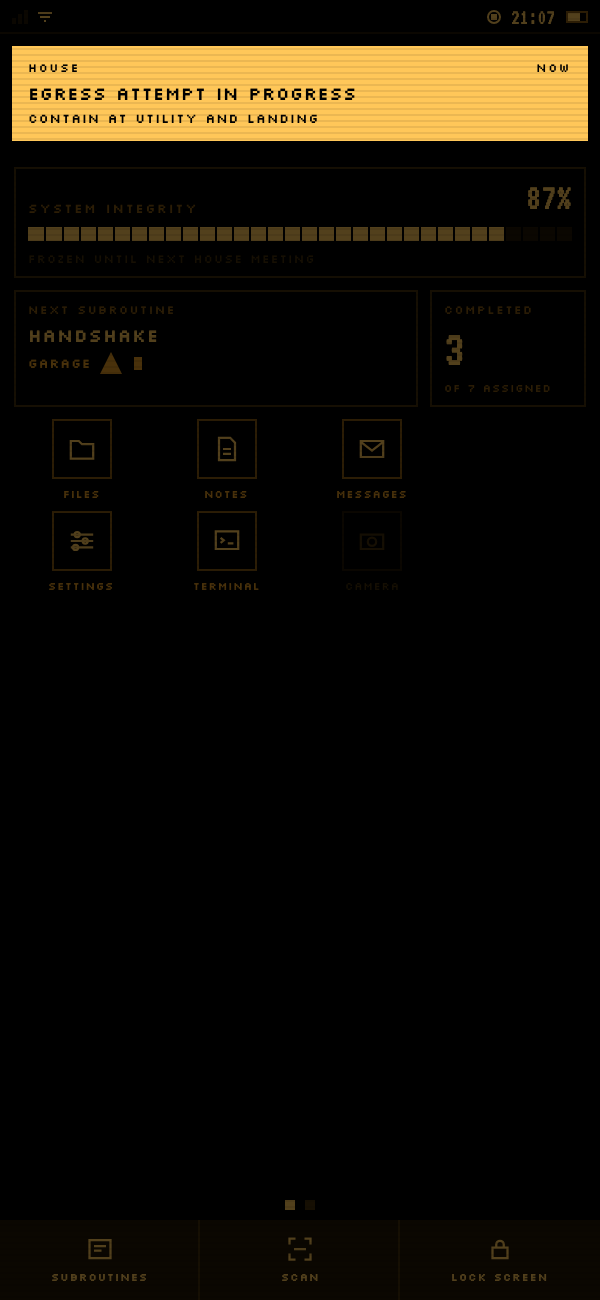 21:07
HOUSE NOW
EGRESS ATTEMPT IN PROGRESS
CONTAIN AT UTILITY AND LANDING
SYSTEM INTEGRITY 87%
FROZEN UNTIL NEXT HOUSE MEETING
NEXT SUBROUTINE
HANDSHAKE
GARAGE
COMPLETED
3
OF 7 ASSIGNED
FILES NOTES MESSAGES
SETTINGS TERMINAL CAMERA
SUBROUTINES SCAN LOCK SCREEN